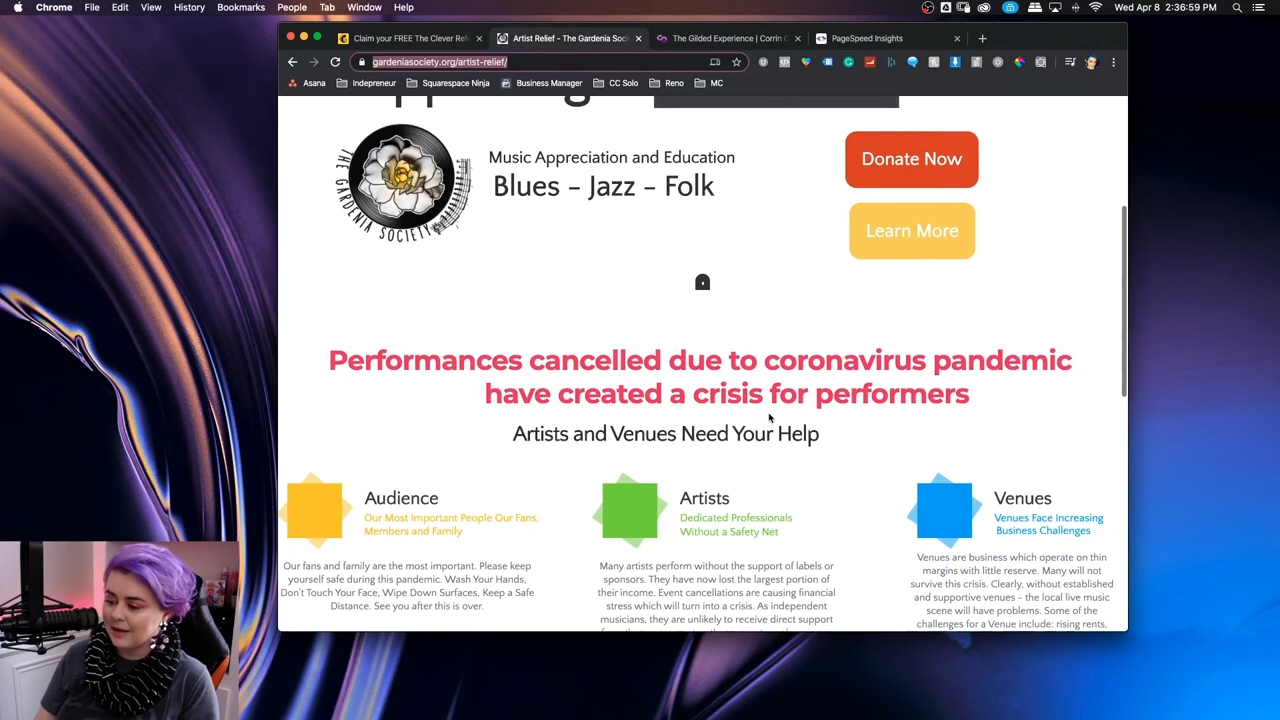 Chrome File Edit View History Bookmarks People Tab Window Help
Wed Apr 8 2:36:59 PM
Claim your FREE The Clever Ref
Artist Relief - The Gardenia Soci
The Gilded Experience | Corrin C
PageSpeed Insights
gardeniasociety.org/artist-relief/
Asana Indepreneur Squarespace Ninja Business Manager CC Solo Reno MC
THE GARDENIA SOCIETY
Music Appreciation and Education
Blues - Jazz - Folk
Donate Now
Learn More
Performances cancelled due to coronavirus pandemic
have created a crisis for performers
Artists and Venues Need Your Help
Audience
Our Most Important People Our Fans,
Members and Family
Our fans and family are the most important. Please keep
yourself safe during this pandemic. Wash Your Hands,
Don't Touch Your Face, Wipe Down Surfaces, Keep a Safe
Distance. See you after this is over.
Artists
Dedicated Professionals
Without a Safety Net
Many artists perform without the support of labels or
sponsors. They have now lost the largest portion of
their income. Event cancellations are causing financial
stress which will turn into a crisis. As independent
musicians, they are unlikely to receive direct support
Venues
Venues Face Increasing
Business Challenges
Venues are business which operate on thin
margins with little reserve. Many will not
survive this crisis. Clearly, without established
and supportive venues - the local live music
scene will have problems. Some of the
challenges for a Venue include: rising rents,